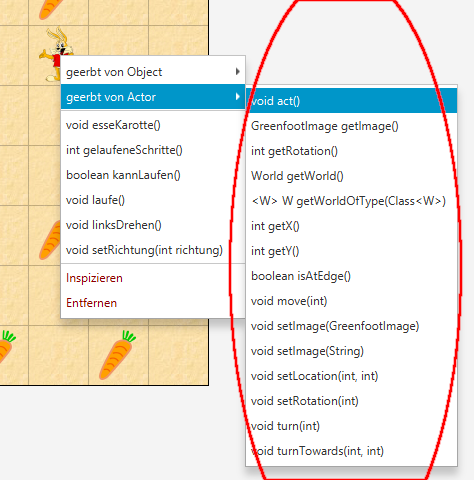 geerbt von Object
geerbt von Actor
void esseKarotte()
int gelaufeneSchritte()
boolean kannLaufen()
void laufe()
void linksDrehen()
void setRichtung(int richtung)
Inspizieren
Entfernen
void act()
GreenfootImage getImage()
int getRotation()
World getWorld()
<W> W getWorldOfType(Class<W>)
int getX()
int getY()
boolean isAtEdge()
void move(int)
void setImage(GreenfootImage)
void setImage(String)
void setLocation(int, int)
void setRotation(int)
void turn(int)
void turnTowards(int, int)